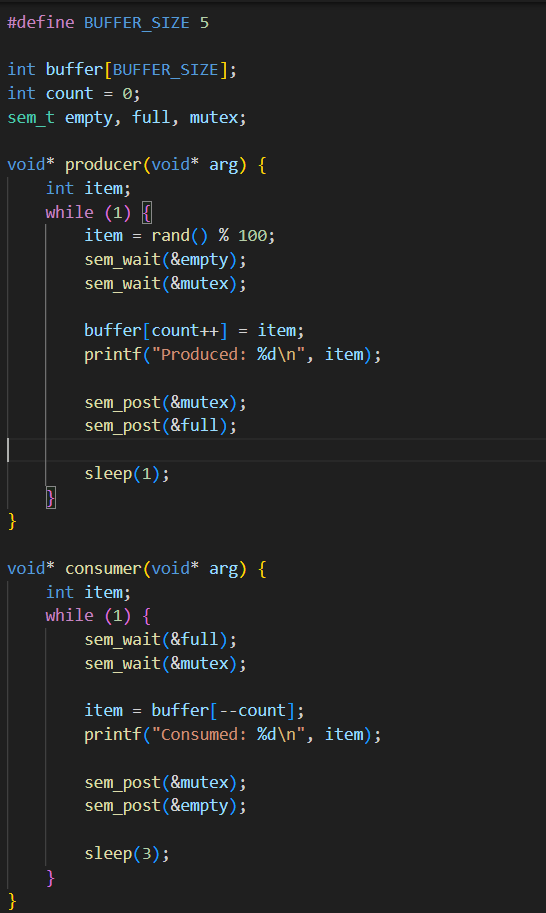 #define BUFFER_SIZE 5

int buffer[BUFFER_SIZE];
int count = 0;
sem_t empty, full, mutex;

void* producer(void* arg) {
    int item;
    while (1) {
        item = rand() % 100;
        sem_wait(&empty);
        sem_wait(&mutex);

        buffer[count++] = item;
        printf("Produced: %d\n", item);

        sem_post(&mutex);
        sem_post(&full);

        sleep(1);
    }
}

void* consumer(void* arg) {
    int item;
    while (1) {
        sem_wait(&full);
        sem_wait(&mutex);

        item = buffer[--count];
        printf("Consumed: %d\n", item);

        sem_post(&mutex);
        sem_post(&empty);

        sleep(3);
    }
}